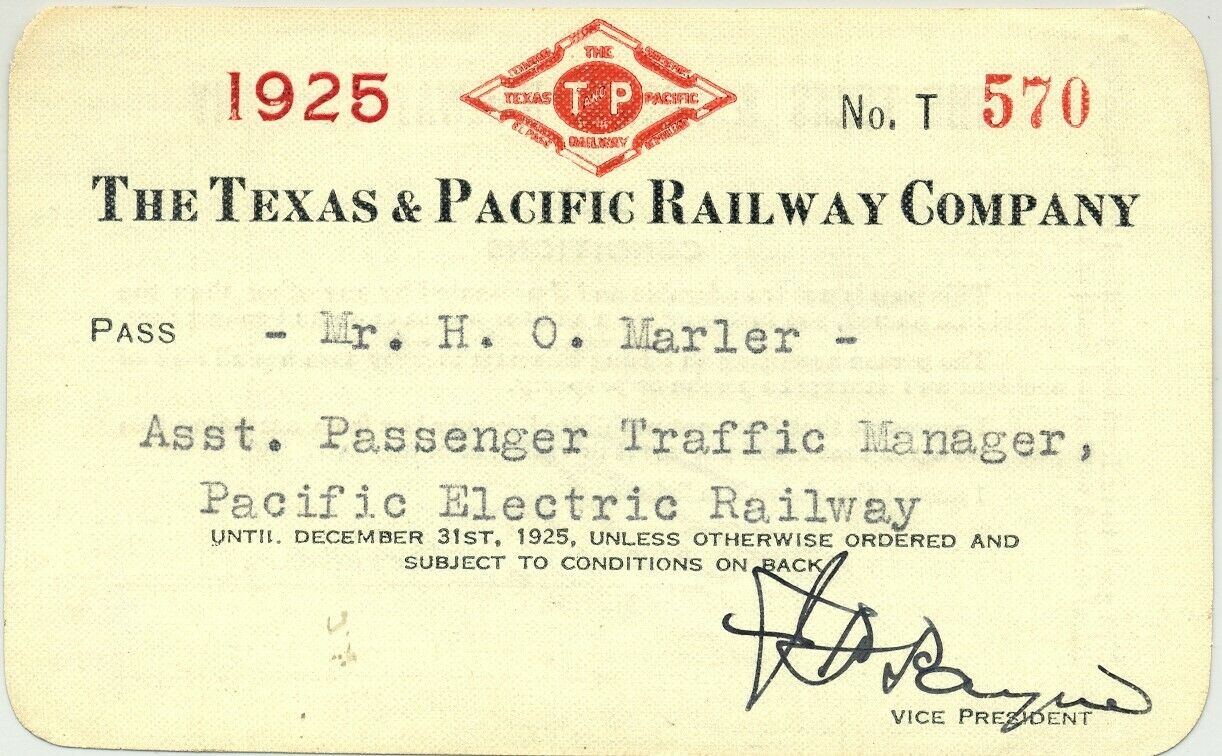 1925
THE
TEXAS T AND P PACIFIC
RAILWAY
No. T 570
THE TEXAS & PACIFIC RAILWAY COMPANY
PASS - Mr. H. O. Marler -
Asst. Passenger Traffic Manager,
Pacific Electric Railway
UNTIL DECEMBER 31ST, 1925, UNLESS OTHERWISE ORDERED AND
SUBJECT TO CONDITIONS ON BACK
VICE PRESIDENT